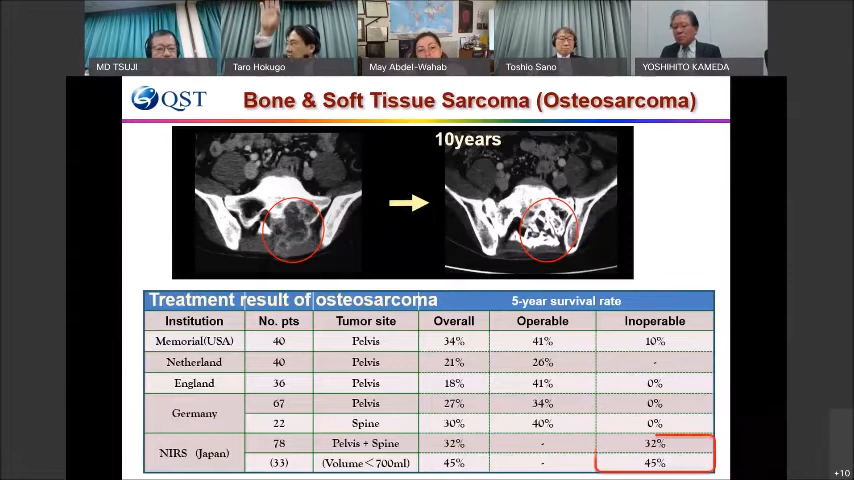 MD TSUJI
Taro Hokugo
May Abdel-Wahab
Toshio Sano
YOSHIHITO KAMEDA
QST
Bone & Soft Tissue Sarcoma (Osteosarcoma)
10years
Treatment result of osteosarcoma 5-year survival rate
Institution No. pts Tumor site Overall Operable Inoperable
Memorial(USA) 40 Pelvis 34% 41% 10%
Netherland 40 Pelvis 21% 26% -
England 36 Pelvis 18% 41% 0%
Germany 67 Pelvis 27% 34% 0%
22 Spine 30% 40% 0%
NIRS (Japan) 78 Pelvis + Spine 32% - 32%
(33) (Volume＜700ml) 45% - 45%
+10